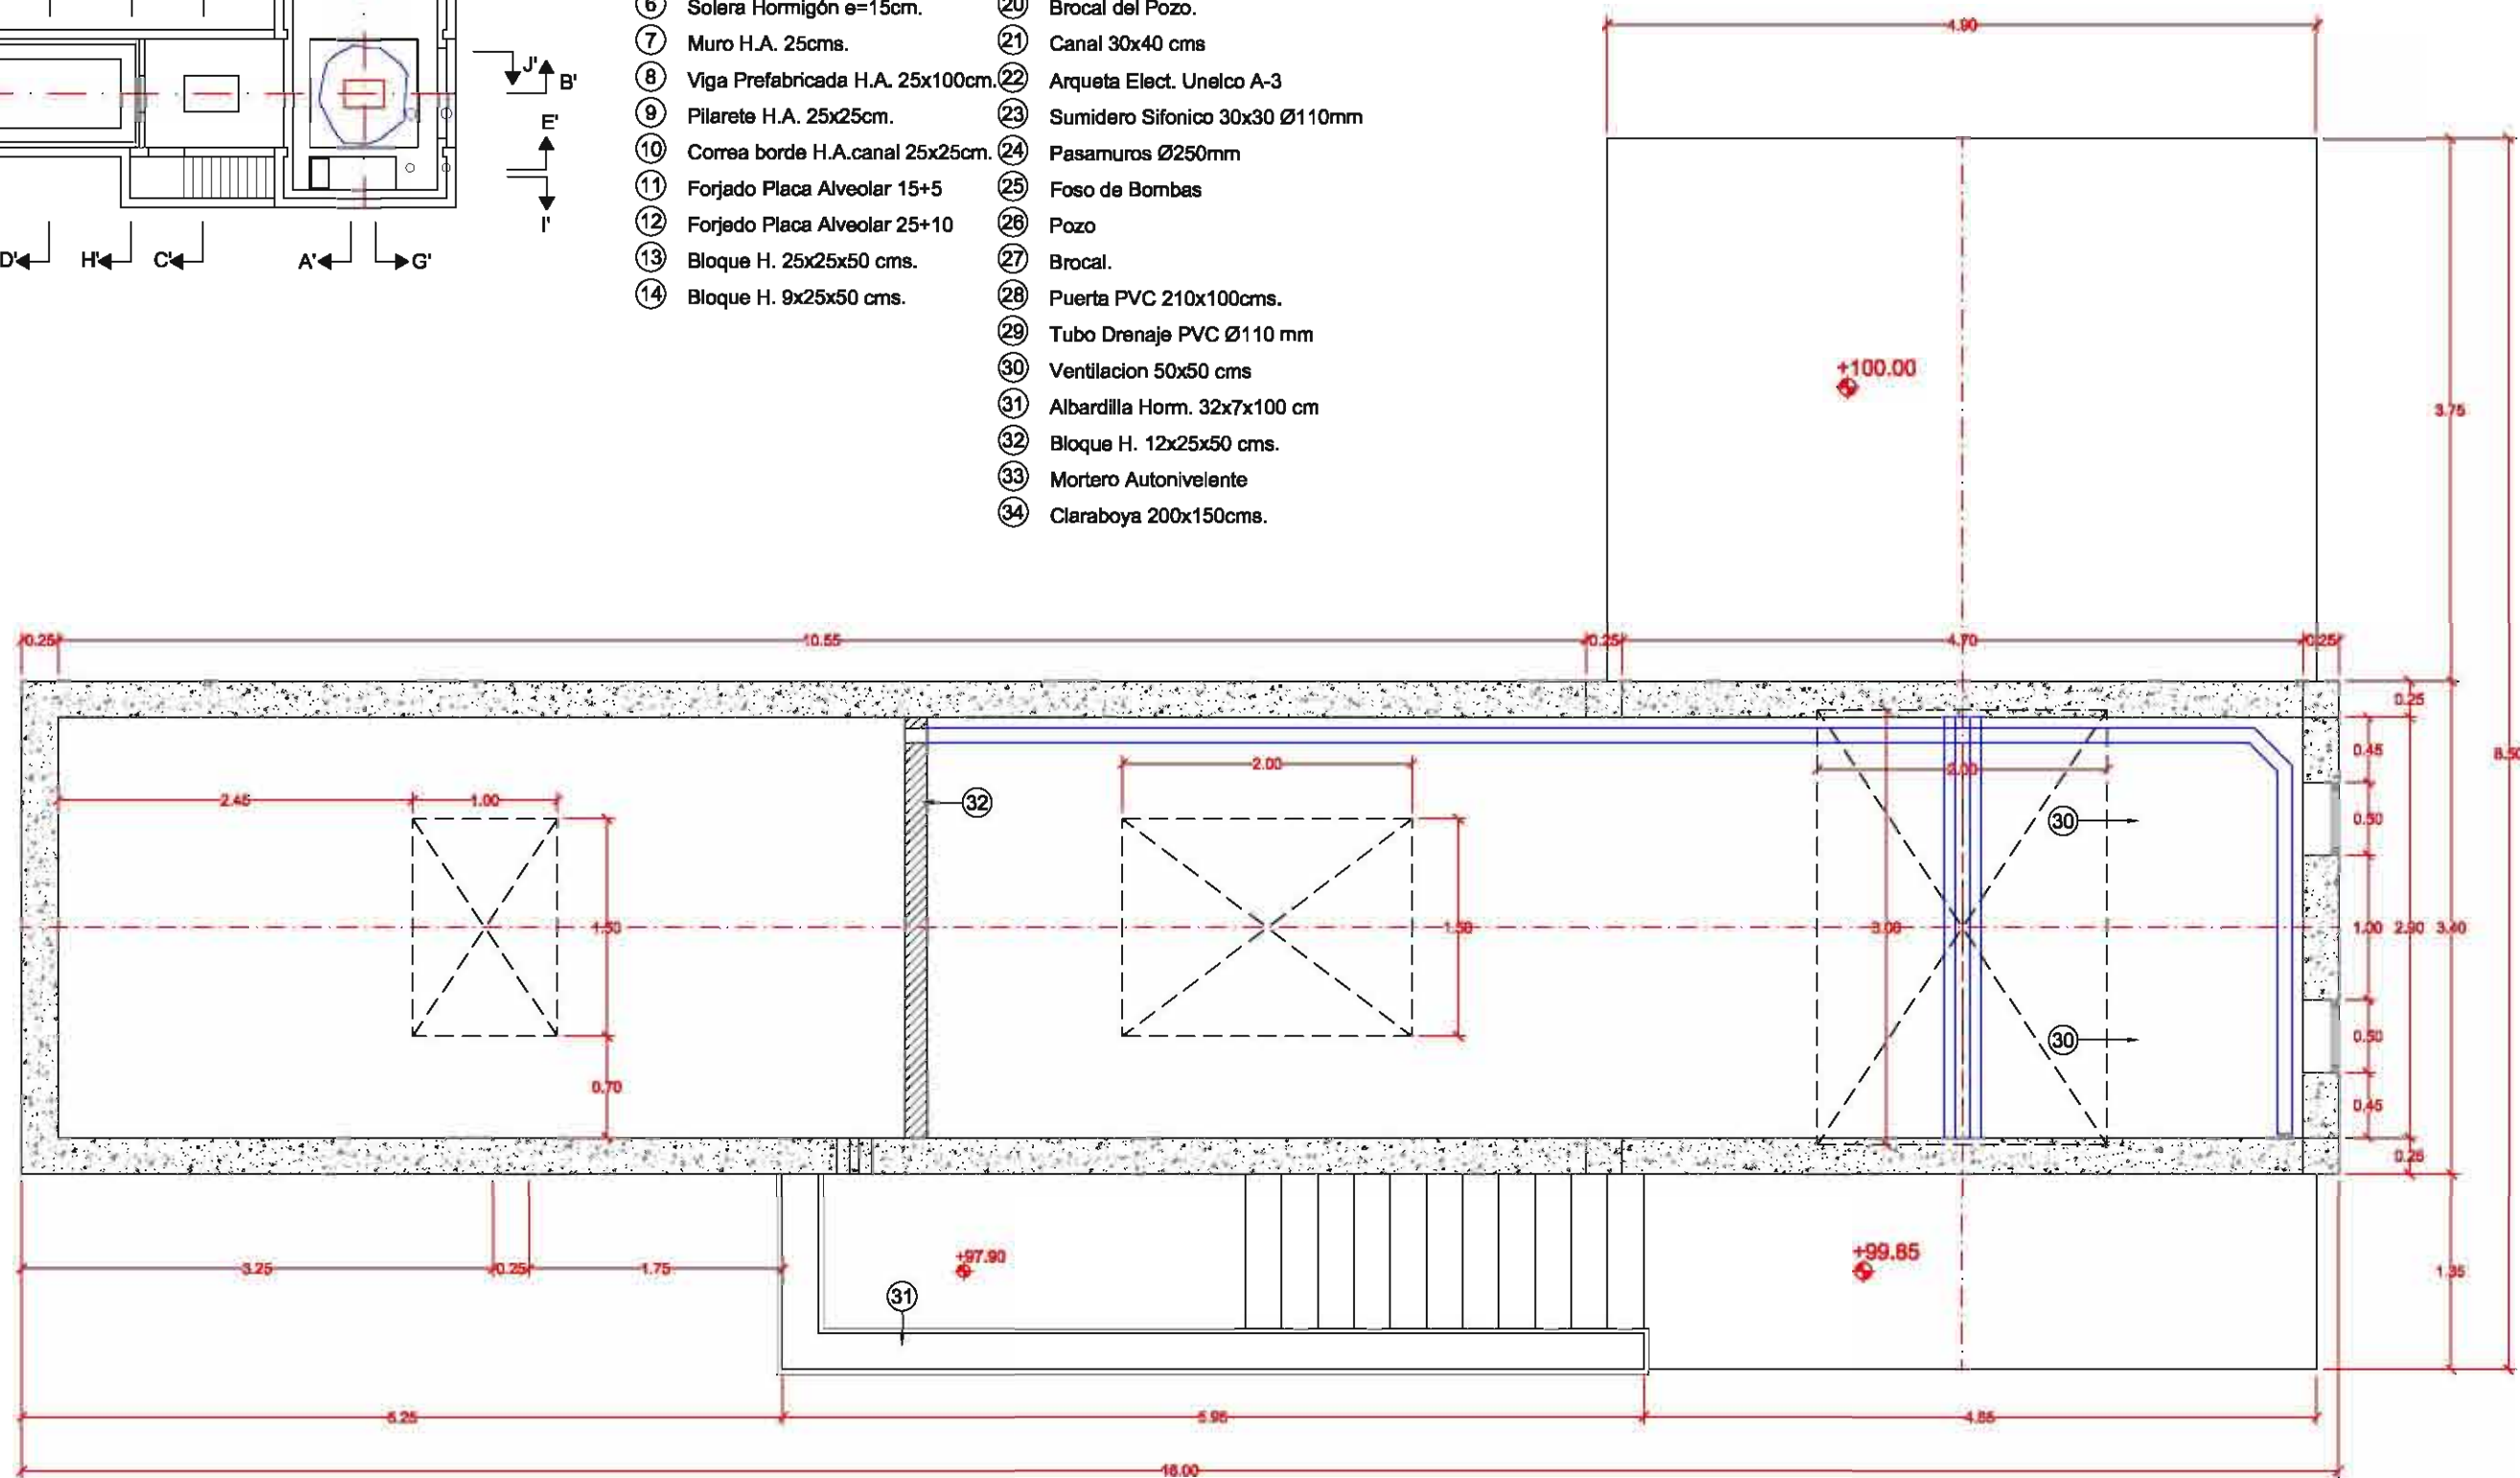 J'
B'
E'
I'
D'
H'
C'
A'
G'
6 Solera Hormigón e=15cm.
7 Muro H.A. 25cms.
8 Viga Prefabricada H.A. 25x100cm.
9 Pilarete H.A. 25x25cm.
10 Correa borde H.A.canal 25x25cm.
11 Forjado Placa Alveolar 15+5
12 Forjedo Placa Alveolar 25+10
13 Bloque H. 25x25x50 cms.
14 Bloque H. 9x25x50 cms.
20 Brocal del Pozo.
21 Canal 30x40 cms
22 Arqueta Elect. Unelco A-3
23 Sumidero Sifonico 30x30 Ø110mm
24 Pasamuros Ø250mm
25 Foso de Bombas
26 Pozo
27 Brocal.
28 Puerta PVC 210x100cms.
29 Tubo Drenaje PVC Ø110 mm
30 Ventilacion 50x50 cms
31 Albardilla Horm. 32x7x100 cm
32 Bloque H. 12x25x50 cms.
33 Mortero Autonivelente
34 Claraboya 200x150cms.
4.90
+100.00
3.75
8.50
0.25
10.55
0.25
4.70
0.25
0.25
0.45
2.00
2.00
2.45
1.00
32
30
0.50
1.50
1.50
3.00
1.00
2.90
3.40
30
0.50
0.70
0.45
0.25
+97.90
+99.85
3.25
0.25
1.75
1.35
31
5.25
5.95
4.65
16.00